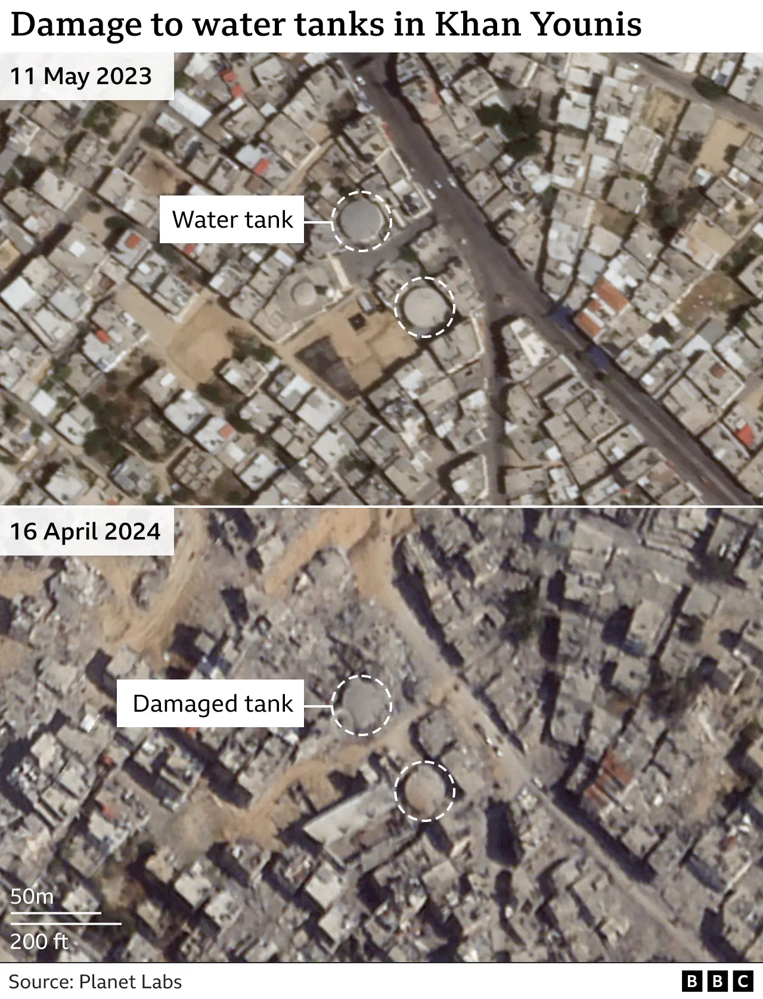 Damage to water tanks in Khan Younis
11 May 2023
Water tank
16 April 2024
Damaged tank
50m
200 ft
Source: Planet Labs
BBC